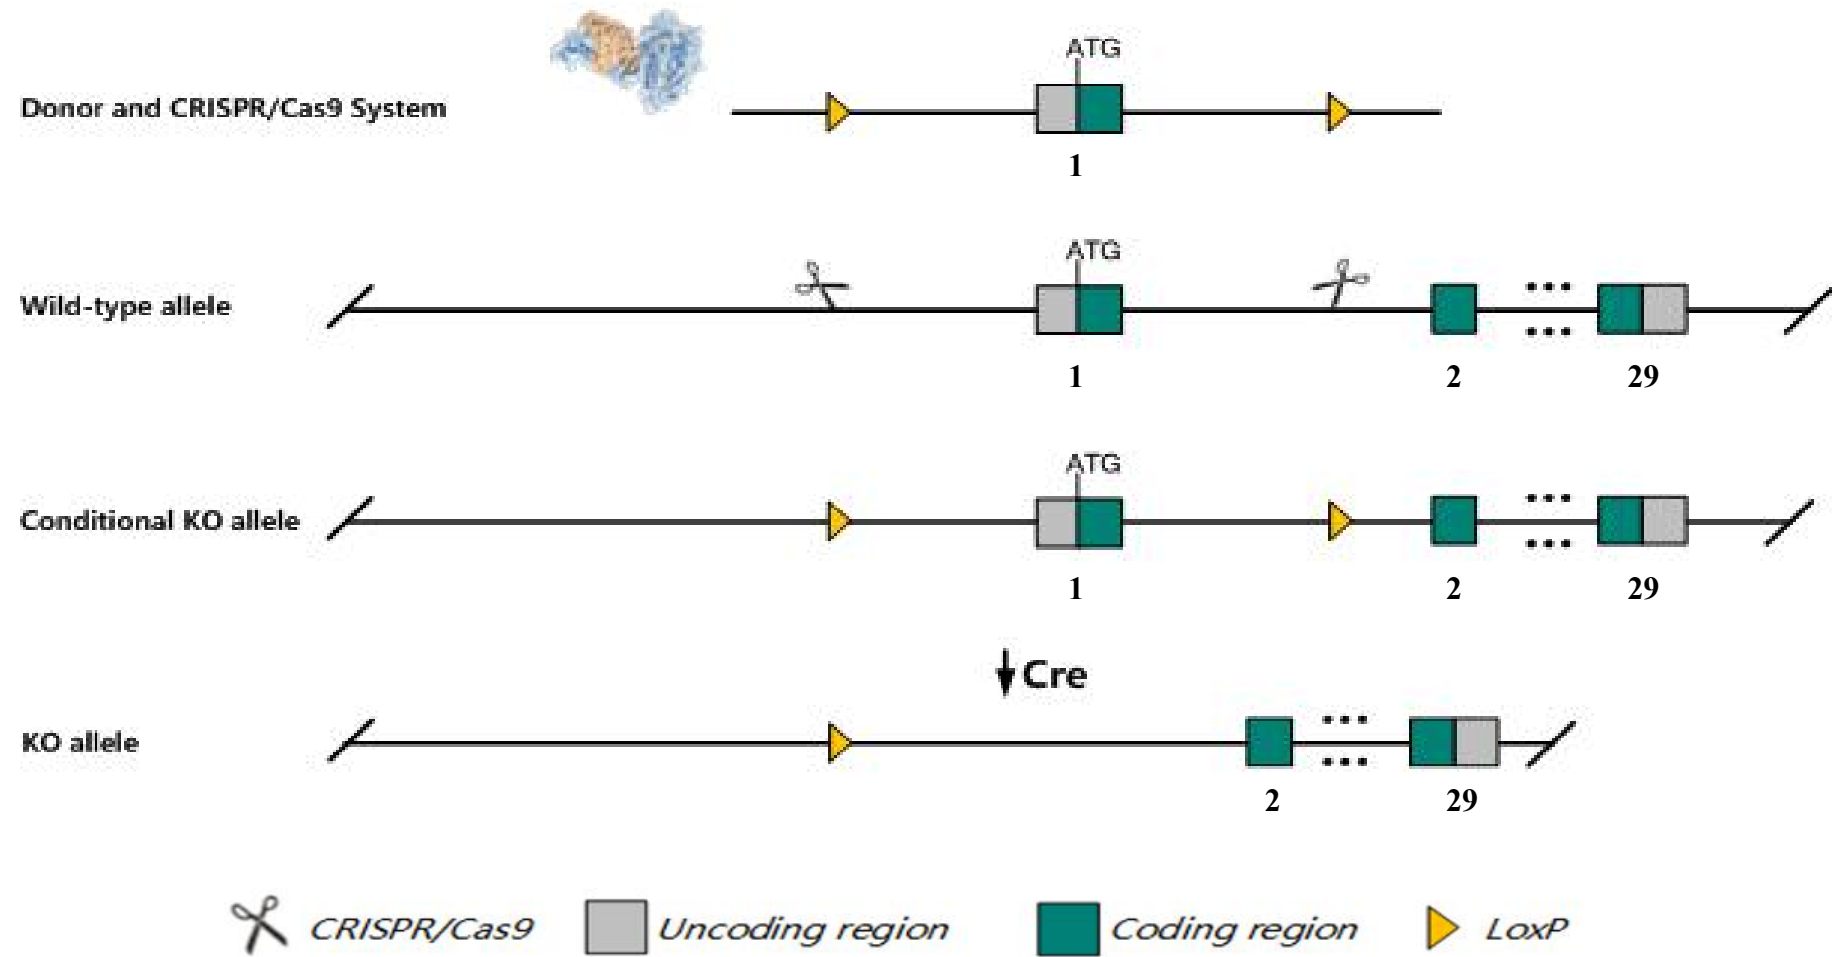 ATG
Donor and CRISPR/Cas9 System
1
ATG
Wild-type allele
1 2 29
ATG
Conditional KO allele
1 2 29
Cre
KO allele
2 29
CRISPR/Cas9 Uncoding region Coding region LoxP